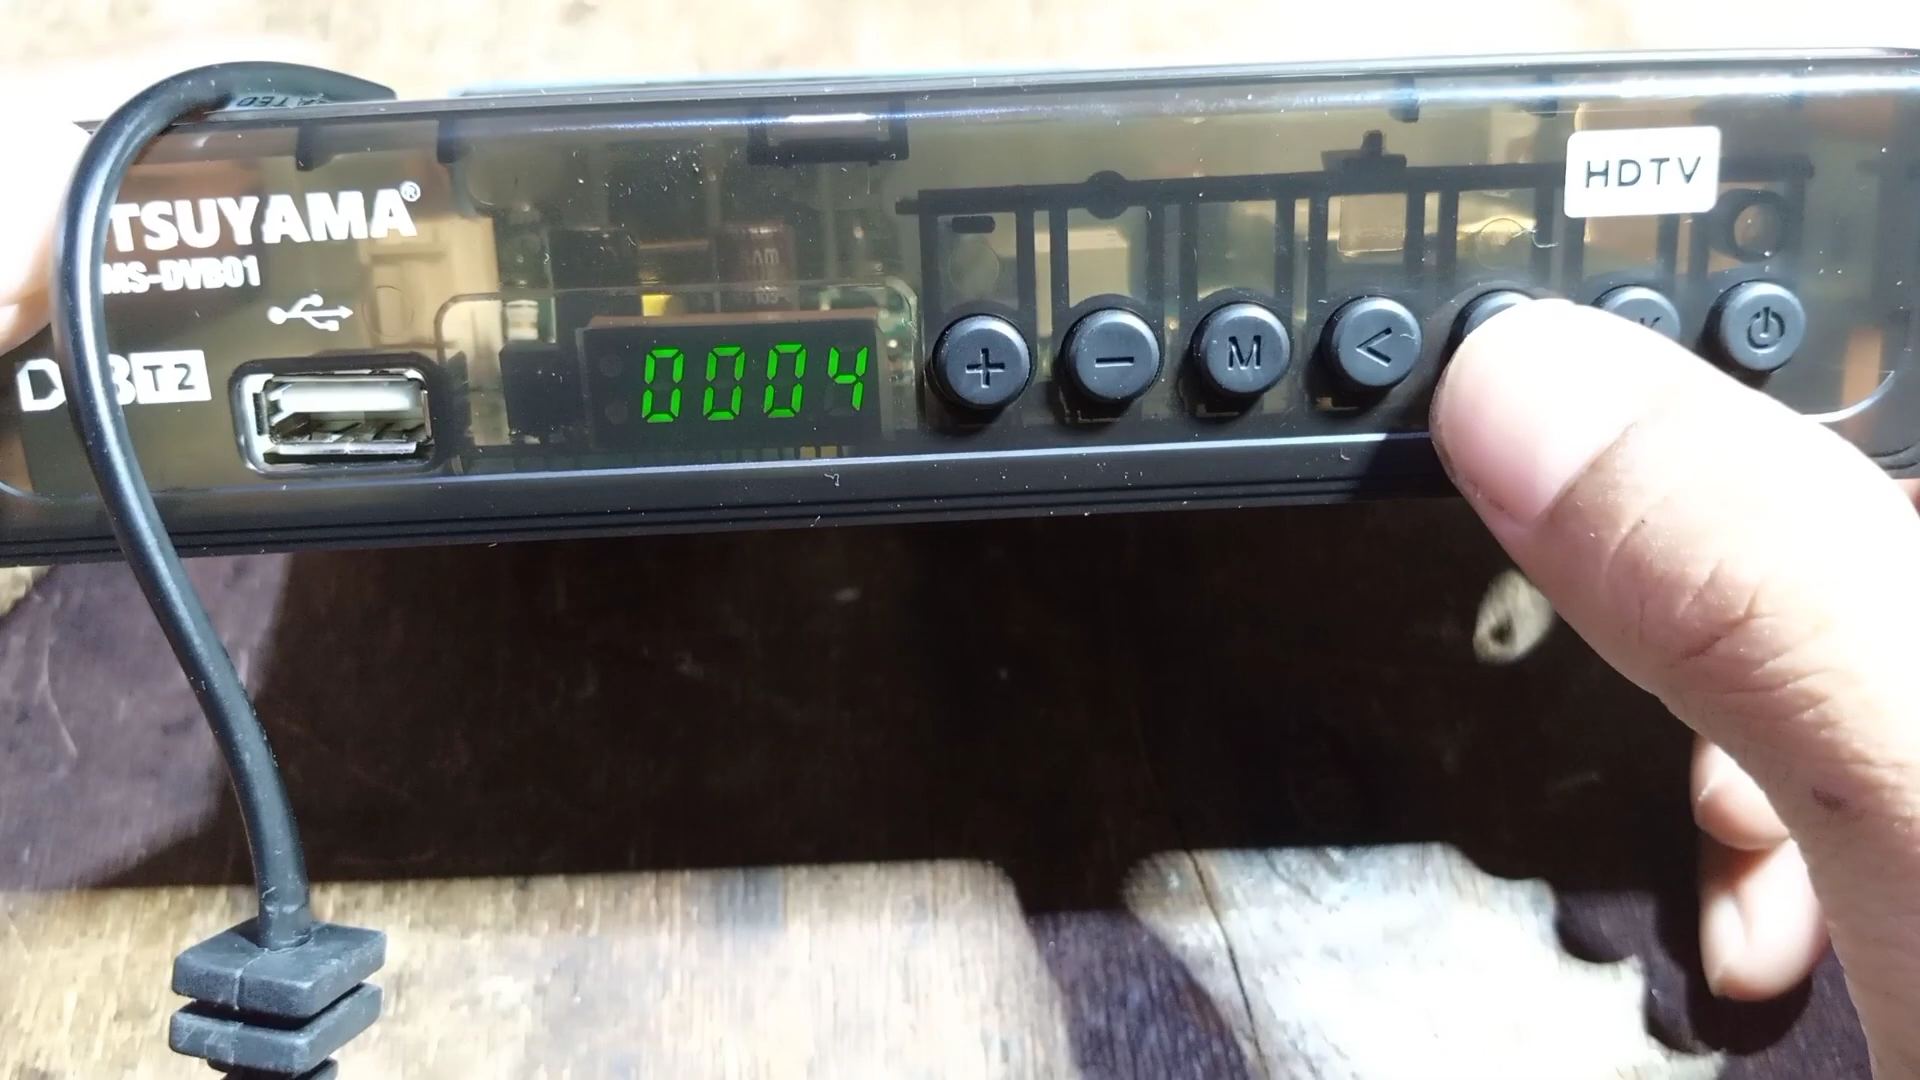 TSUYAMA®
MS-DVB01
T2
0004
+
−
M
<
HDTV